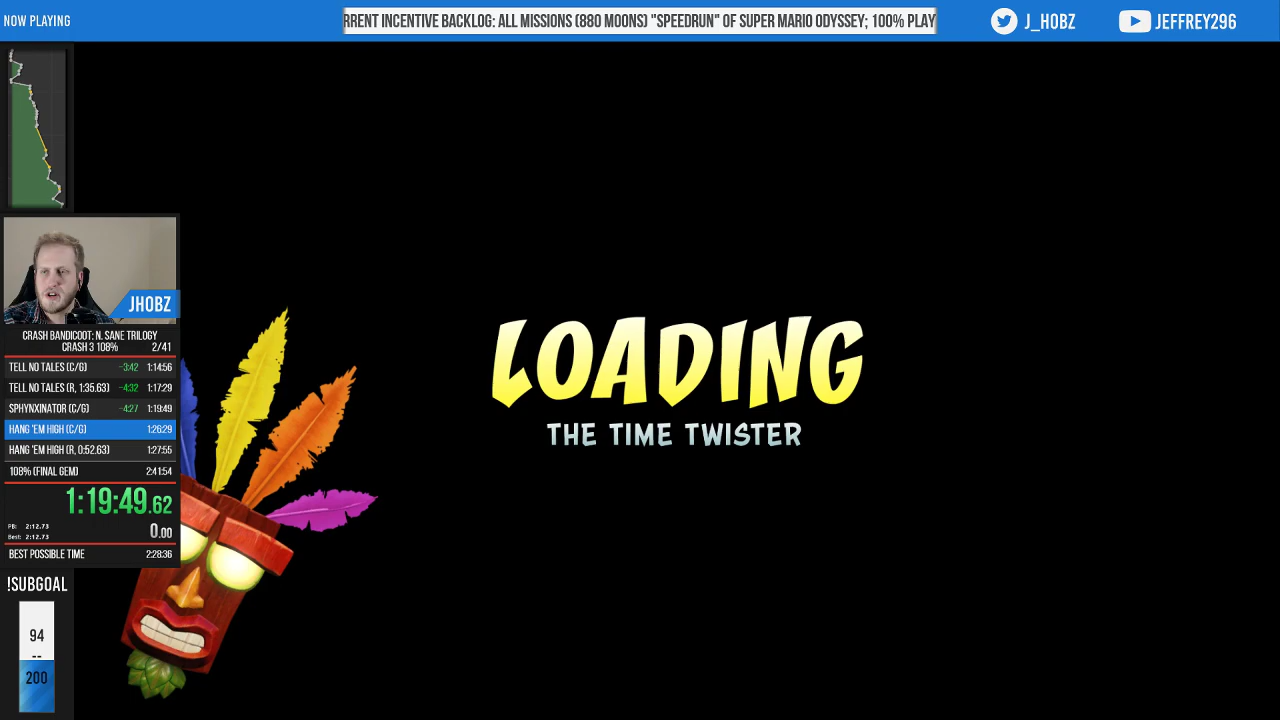 NOW PLAYING
RRENT INCENTIVE BACKLOG: ALL MISSIONS (880 MOONS) "SPEEDRUN" OF SUPER MARIO ODYSSEY; 100% PLAY
J_HOBZ
JEFFREY296
JHOBZ
CRASH BANDICOOT: N. SANE TRILOGY
CRASH 3 108% 2/41
TELL NO TALES (C/G) -3:42 1:14:56
TELL NO TALES (R, 1:35.63) -4:32 1:17:29
SPHYNXINATOR (C/G) -4:27 1:19:49
HANG 'EM HIGH (C/G) 1:26:29
HANG 'EM HIGH (R, 0:52.63) 1:27:55
108% (FINAL GEM) 2:41:54
1:19:49.62
PB: 2:12.73
Best: 2:12.73
0.00
BEST POSSIBLE TIME 2:28:36
!SUBGOAL
94
--
200
LOADING
THE TIME TWISTER